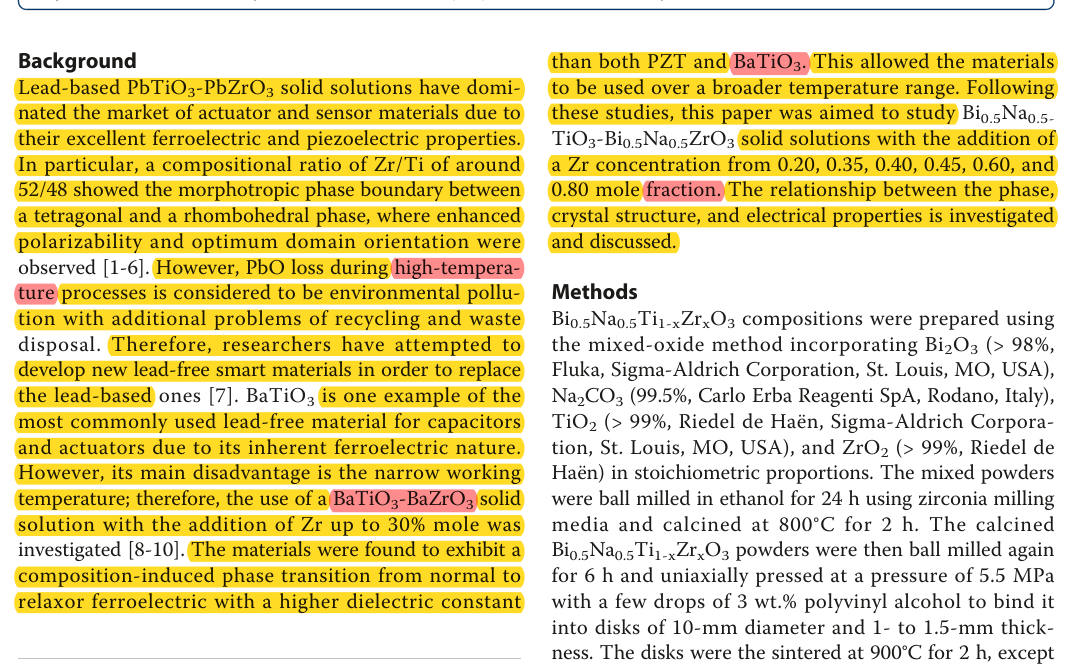 Background
Lead-based PbTiO₃-PbZrO₃ solid solutions have domi-
nated the market of actuator and sensor materials due to
their excellent ferroelectric and piezoelectric properties.
In particular, a compositional ratio of Zr/Ti of around
52/48 showed the morphotropic phase boundary between
a tetragonal and a rhombohedral phase, where enhanced
polarizability and optimum domain orientation were
observed [1-6]. However, PbO loss during high-tempera-
ture processes is considered to be environmental pollu-
tion with additional problems of recycling and waste
disposal. Therefore, researchers have attempted to
develop new lead-free smart materials in order to replace
the lead-based ones [7]. BaTiO₃ is one example of the
most commonly used lead-free material for capacitors
and actuators due to its inherent ferroelectric nature.
However, its main disadvantage is the narrow working
temperature; therefore, the use of a BaTiO₃-BaZrO₃ solid
solution with the addition of Zr up to 30% mole was
investigated [8-10]. The materials were found to exhibit a
composition-induced phase transition from normal to
relaxor ferroelectric with a higher dielectric constant
than both PZT and BaTiO₃. This allowed the materials
to be used over a broader temperature range. Following
these studies, this paper was aimed to study Bi₀.₅Na₀.₅₋
TiO₃-Bi₀.₅Na₀.₅ZrO₃ solid solutions with the addition of
a Zr concentration from 0.20, 0.35, 0.40, 0.45, 0.60, and
0.80 mole fraction. The relationship between the phase,
crystal structure, and electrical properties is investigated
and discussed.
Methods
Bi₀.₅Na₀.₅Ti₁₋ₓZrₓO₃ compositions were prepared using
the mixed-oxide method incorporating Bi₂O₃ (> 98%,
Fluka, Sigma-Aldrich Corporation, St. Louis, MO, USA),
Na₂CO₃ (99.5%, Carlo Erba Reagenti SpA, Rodano, Italy),
TiO₂ (> 99%, Riedel de Haën, Sigma-Aldrich Corpora-
tion, St. Louis, MO, USA), and ZrO₂ (> 99%, Riedel de
Haën) in stoichiometric proportions. The mixed powders
were ball milled in ethanol for 24 h using zirconia milling
media and calcined at 800°C for 2 h. The calcined
Bi₀.₅Na₀.₅Ti₁₋ₓZrₓO₃ powders were then ball milled again
for 6 h and uniaxially pressed at a pressure of 5.5 MPa
with a few drops of 3 wt.% polyvinyl alcohol to bind it
into disks of 10-mm diameter and 1- to 1.5-mm thick-
ness. The disks were the sintered at 900°C for 2 h, except